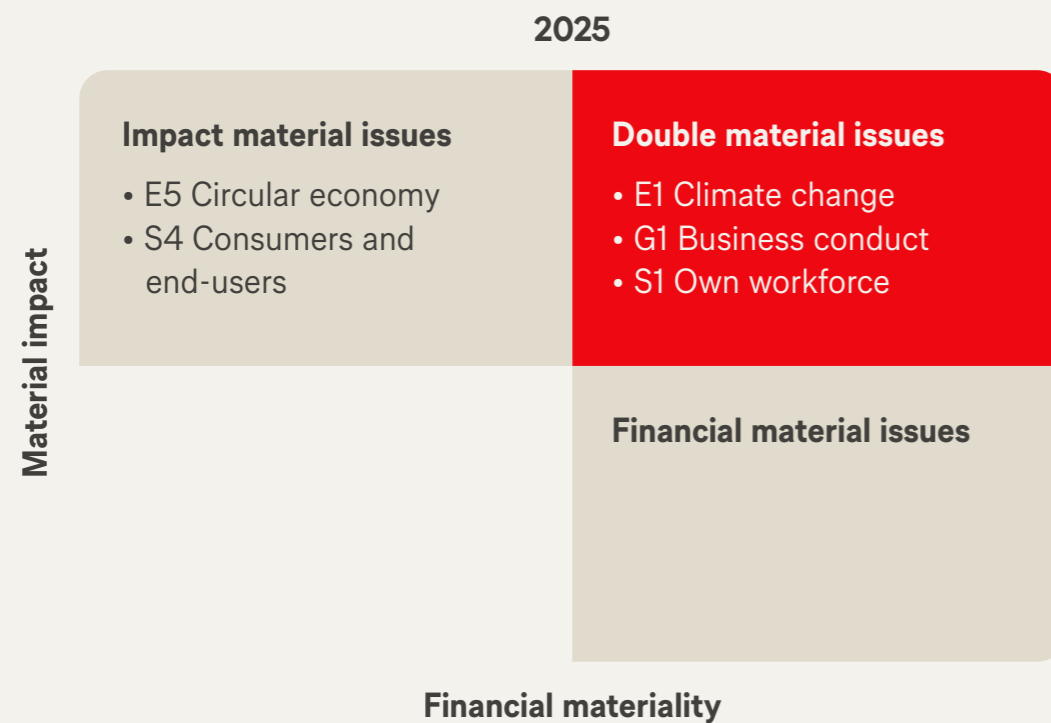 2025
Impact material issues
• E5 Circular economy
• S4 Consumers and
end-users
Double material issues
• E1 Climate change
• G1 Business conduct
• S1 Own workforce
Financial material issues
Material impact
Financial materiality